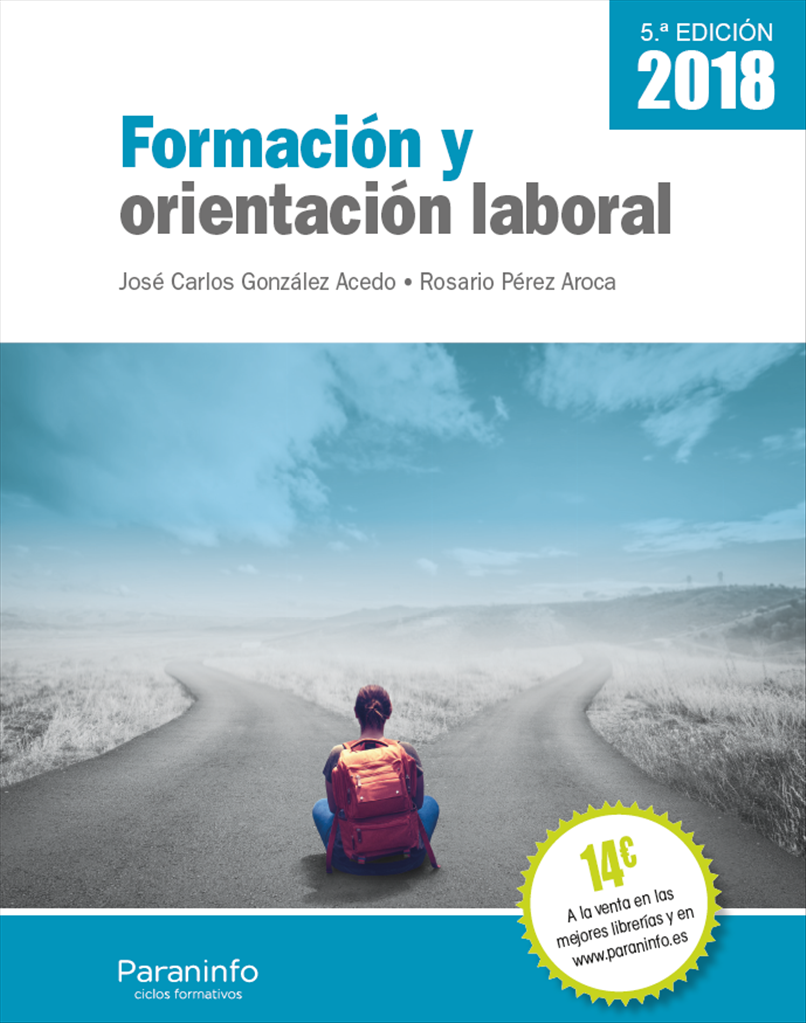 5.ª EDICIÓN
2018
Formación y
orientación laboral
José Carlos González Acedo • Rosario Pérez Aroca
14€
A la venta en las
mejores librerías y en
www.paraninfo.es
Paraninfo
ciclos formativos